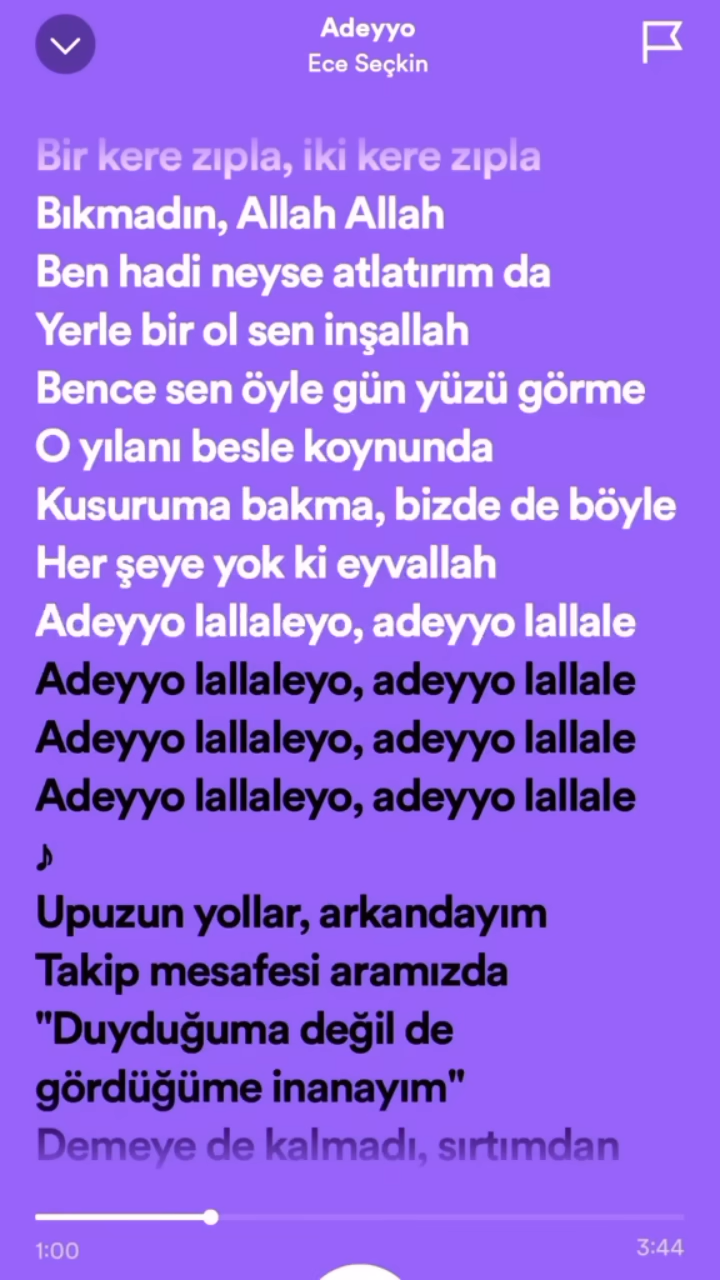 Adeyyo
Ece Seçkin
Bir kere zıpla, iki kere zıpla
Bıkmadın, Allah Allah
Ben hadi neyse atlatırım da
Yerle bir ol sen inşallah
Bence sen öyle gün yüzü görme
O yılanı besle koynunda
Kusuruma bakma, bizde de böyle
Her şeye yok ki eyvallah
Adeyyo lallaleyo, adeyyo lallale
Adeyyo lallaleyo, adeyyo lallale
Adeyyo lallaleyo, adeyyo lallale
Adeyyo lallaleyo, adeyyo lallale
♪
Upuzun yollar, arkandayım
Takip mesafesi aramızda
"Duyduğuma değil de
gördüğüme inanayım"
Demeye de kalmadı, sırtımdan
1:00
3:44